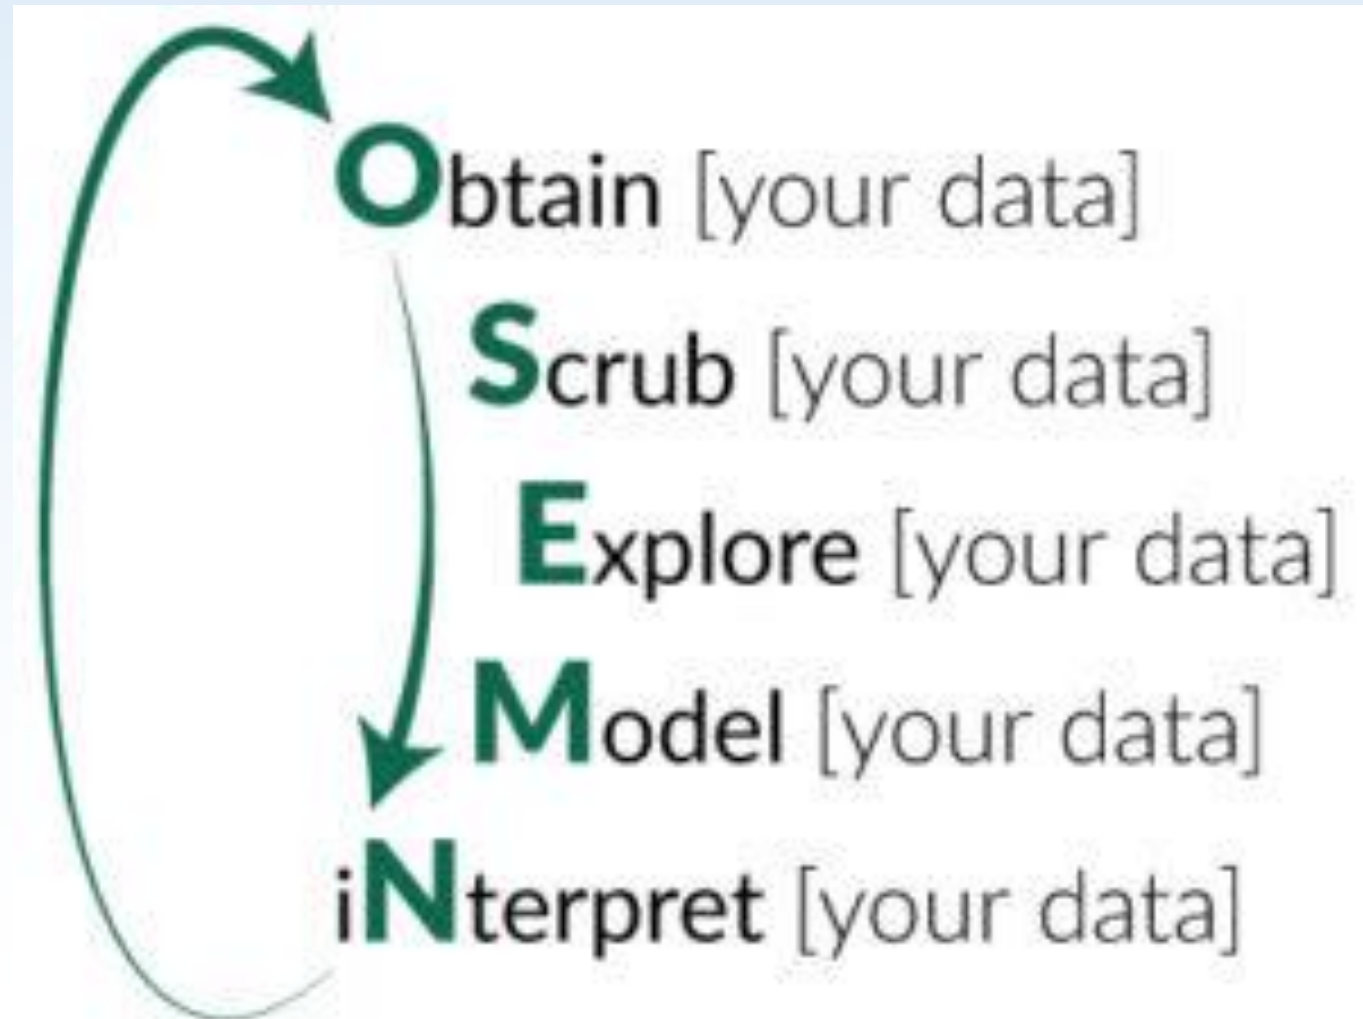 Obtain [your data]
Scrub [your data]
Explore [your data]
Model [your data]
iNterpret [your data]